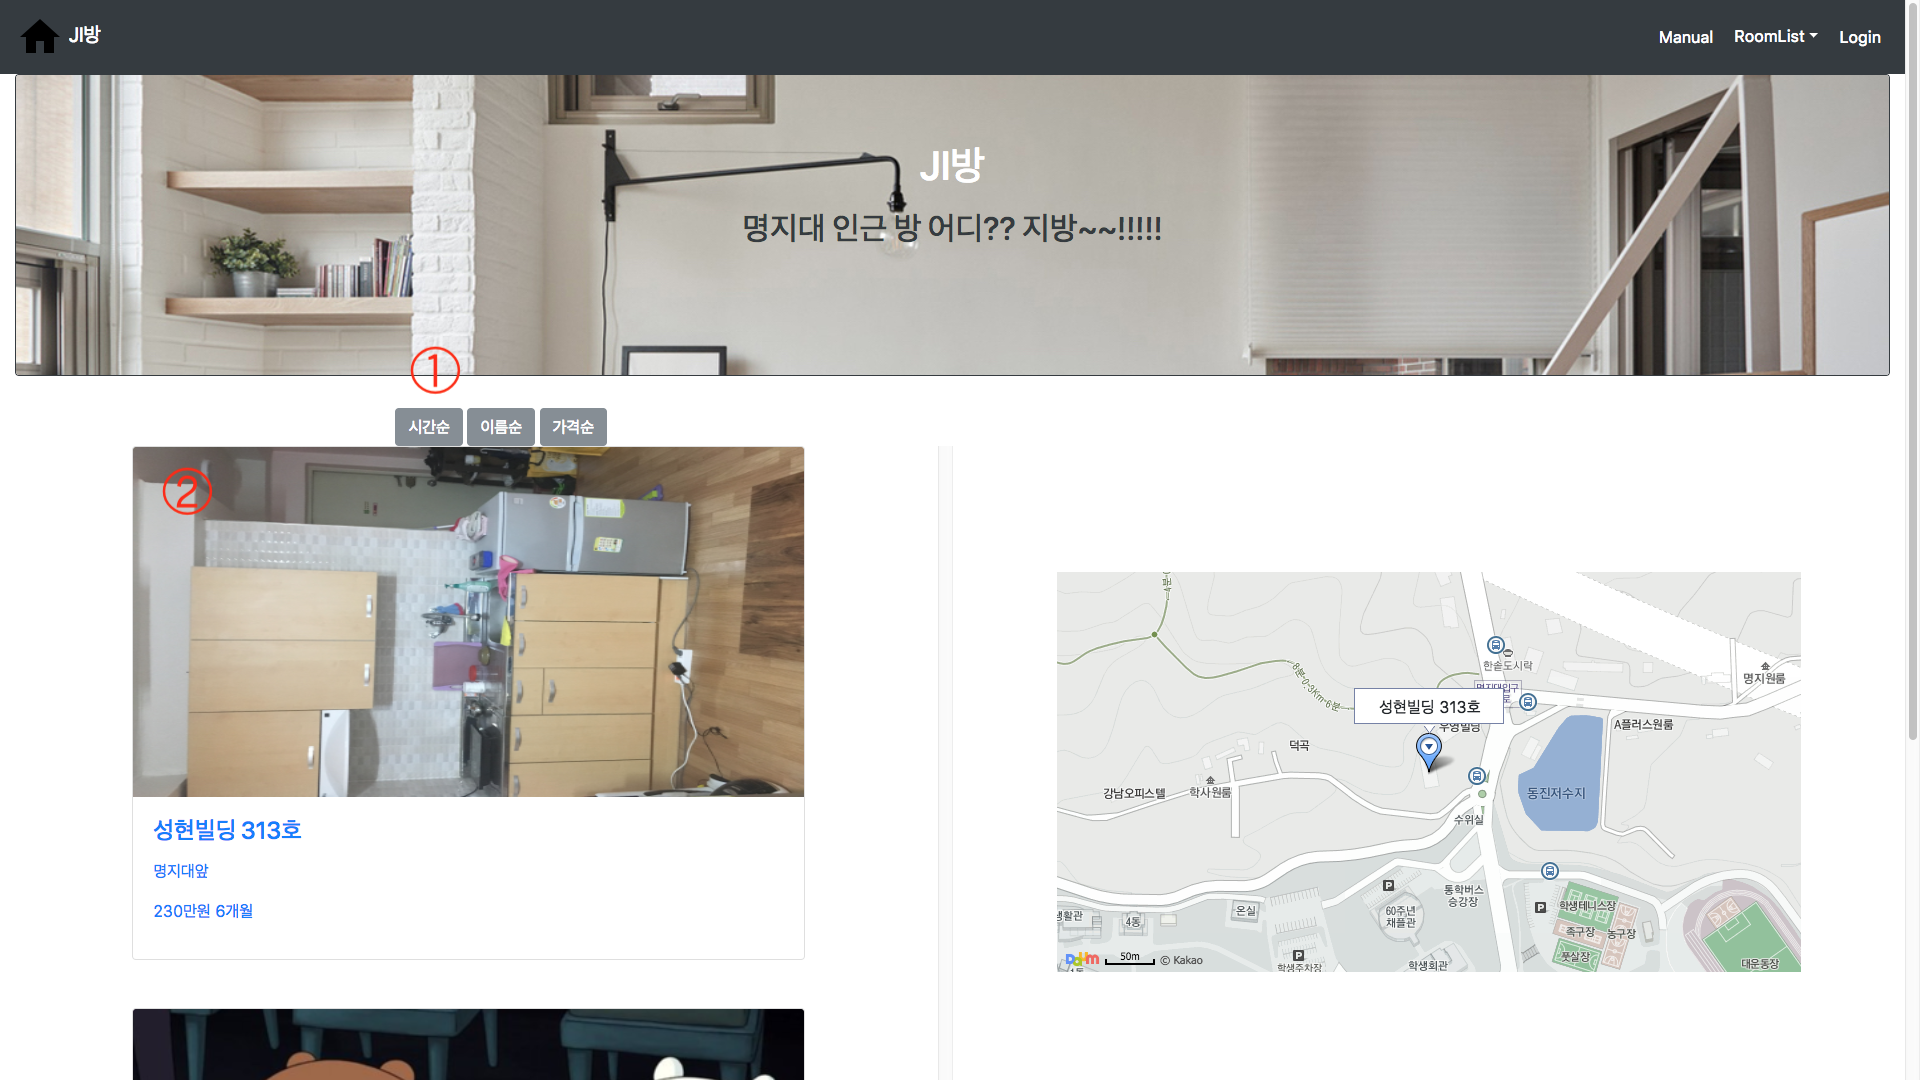 JI방
Manual
RoomList
Login
JI방
명지대 인근 방 어디?? 지방~~!!!!!
①
시간순
이름순
가격순
②
성현빌딩 313호
명지대앞
230만원 6개월
한솥도시락
명지원룸
성현빌딩 313호
우영빌딩
A플러스원룸
덕곡
강남오피스텔
학사원룸
동진저수지
수위실
통학버스
승강장
60주년
채플관
온실
4동
생활관
학생테니스장
족구장
농구장
풋살장
대운동장
학생회관
학생주차장
1동
Daum
50m
© Kakao